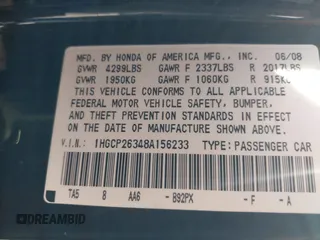 MFD. BY HONDA OF AMERICA MFG., INC. 06/08
GVWR 4299LBS GAWR F 2337LBS R 2017LBS
GVWR 1950KG GAWR F 1060KG R 915KG
THIS VEHICLE CONFORMS TO ALL APPLICABLE
FEDERAL MOTOR VEHICLE SAFETY, BUMPER,
AND THEFT PREVENTION STANDARDS IN EFFECT
ON THE DATE OF MANUFACTURE SHOWN ABOVE.
V.I.N.: 1HGCP26348A156233 TYPE: PASSENGER CAR
TA5 8 AA6 - B92PX - F - A
DREAMBID